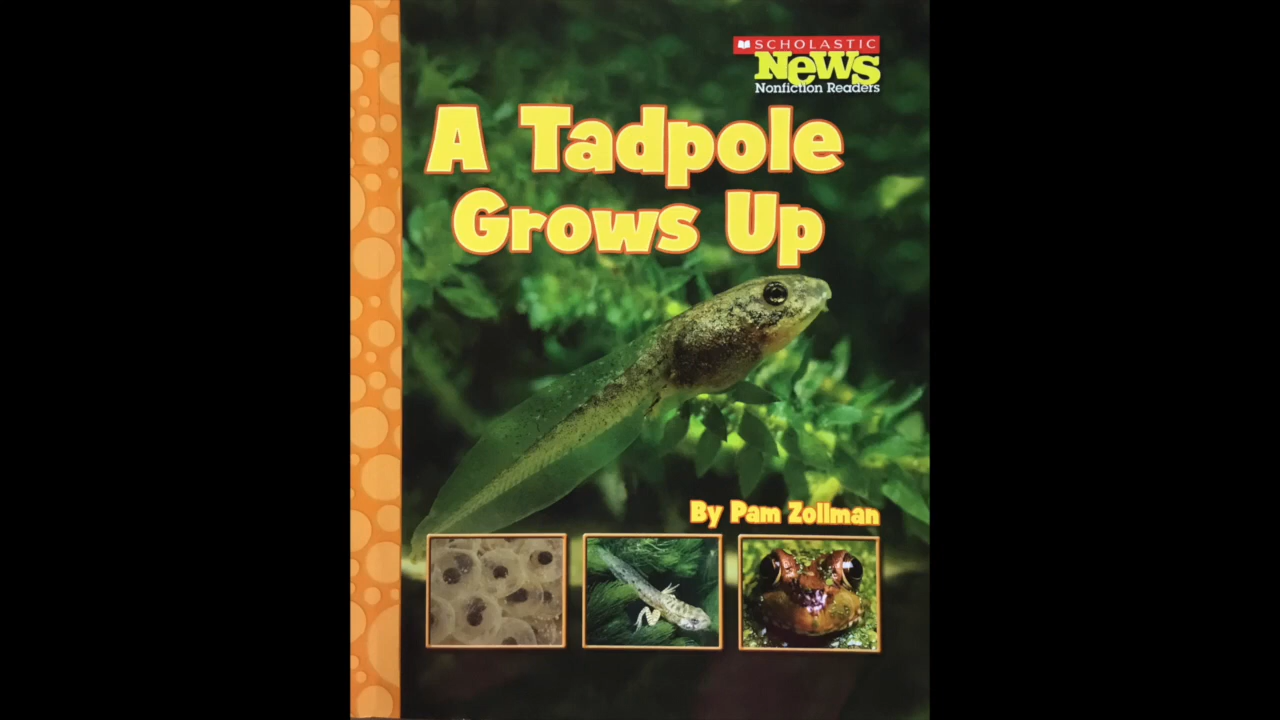 SCHOLASTIC
News
Nonfiction Readers
A Tadpole
Grows Up
By Pam Zollman